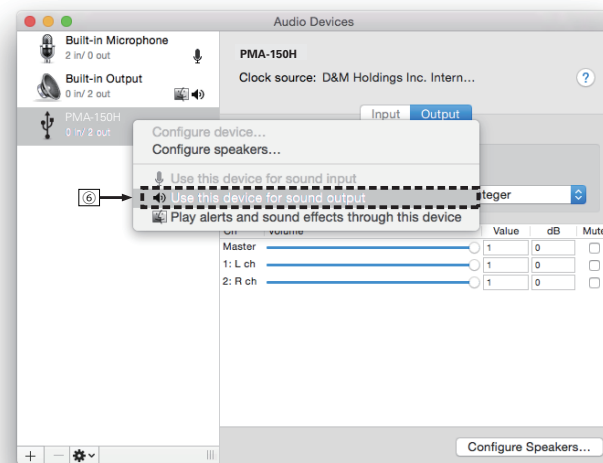 Audio Devices
Built-in Microphone
2 in/ 0 out
Built-in Output
0 in/ 2 out
PMA-150H
0 in/ 2 out
PMA-150H
Clock source: D&M Holdings Inc. Intern...
?
Input Output
Configure device...
Configure speakers...
Use this device for sound input
⑥ Use this device for sound output
Play alerts and sound effects through this device
teger
Ch Volume Value dB Mute
Master 1 0
1: L ch 1 0
2: R ch 1 0
Configure Speakers...